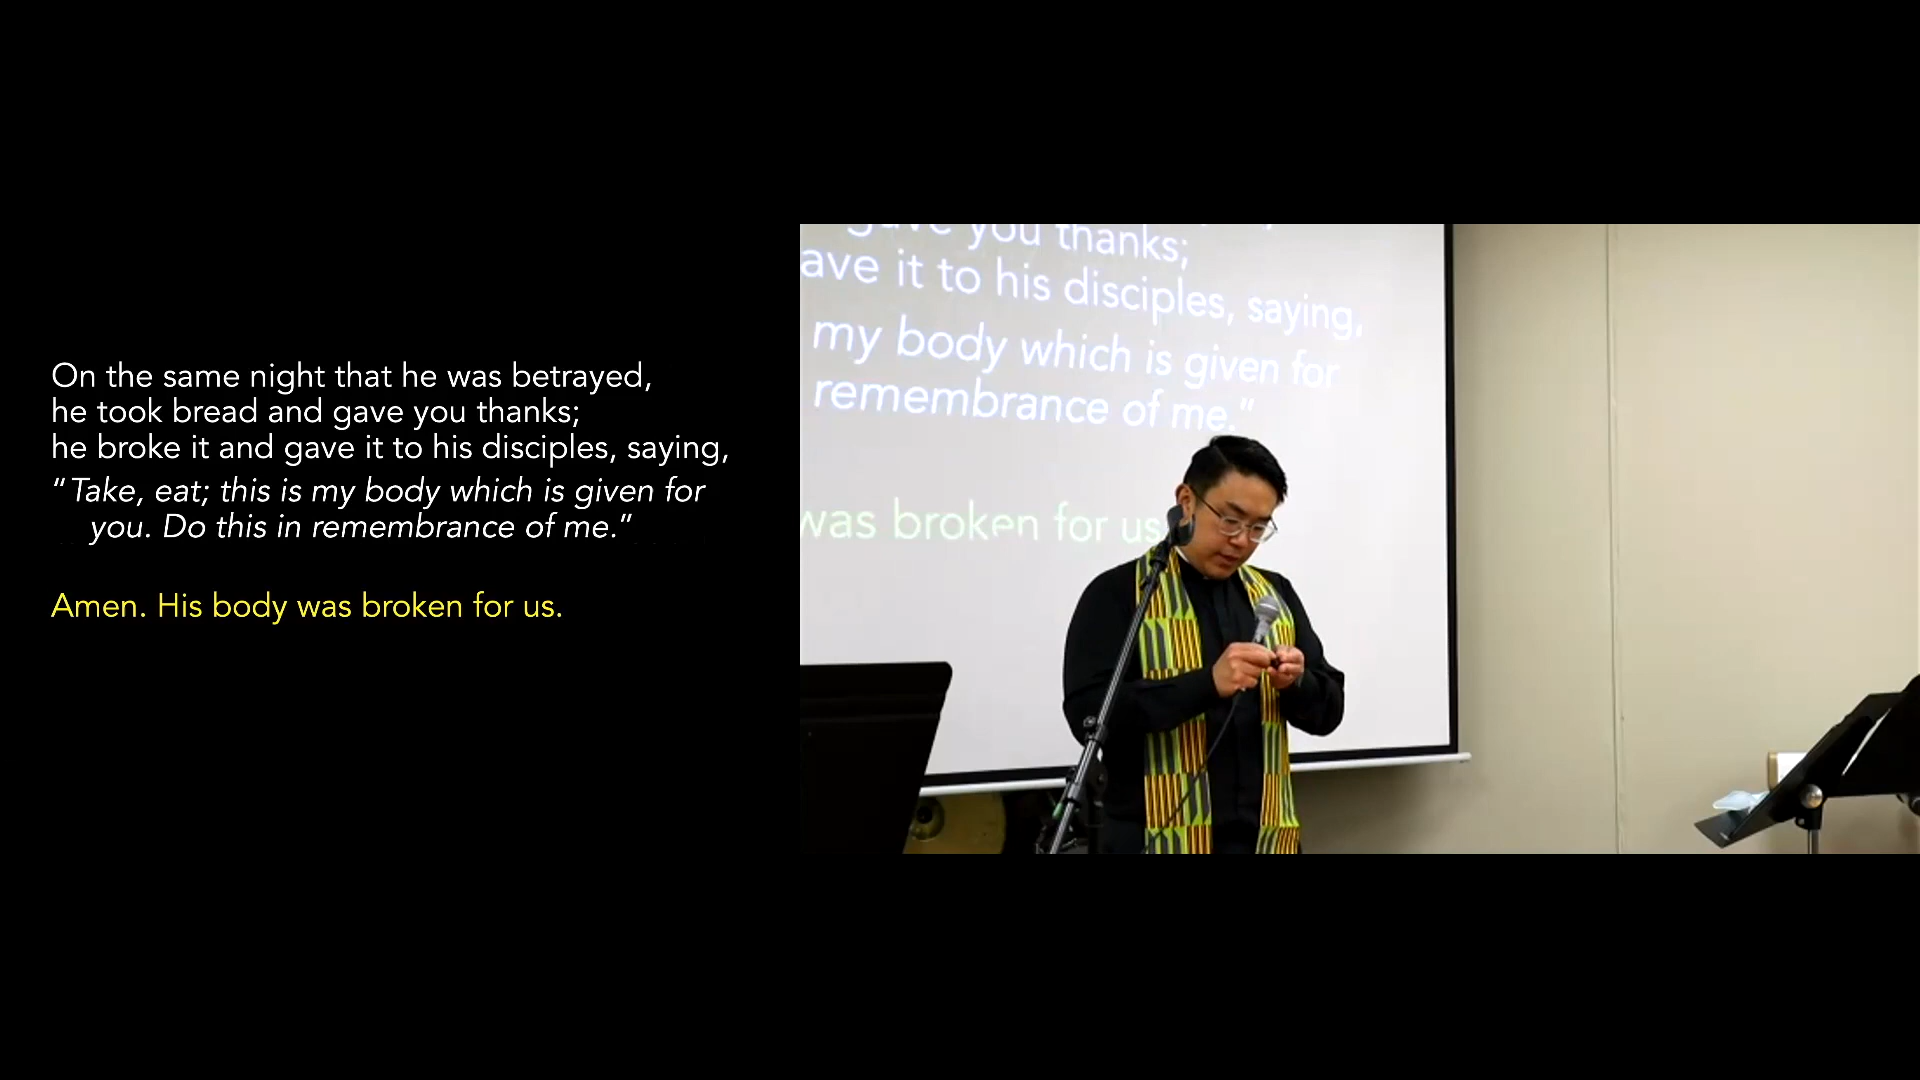 On the same night that he was betrayed,
he took bread and gave you thanks;
he broke it and gave it to his disciples, saying,
“Take, eat; this is my body which is given for
you. Do this in remembrance of me.”
Amen. His body was broken for us.
gave you thanks;
ave it to his disciples, saying,
my body which is given for
remembrance of me.”
was broken for us